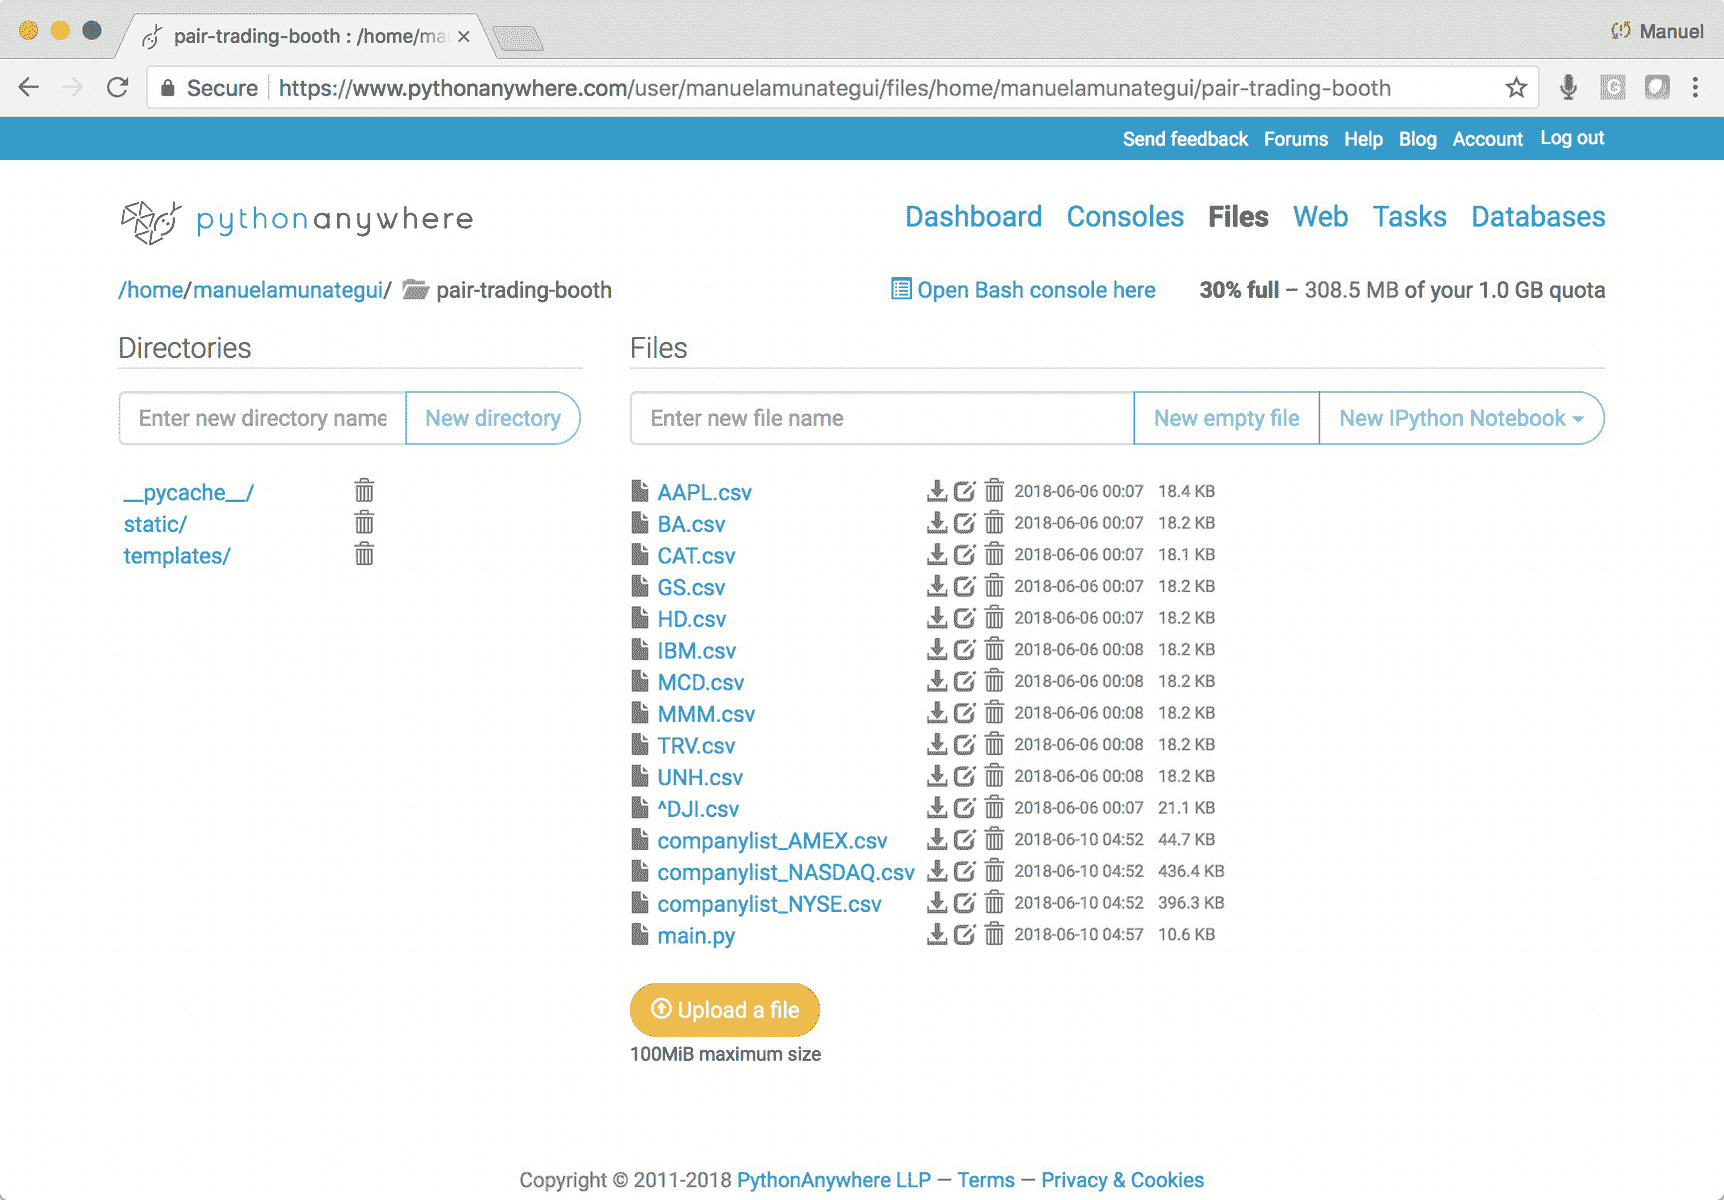 pair-trading-booth : /home/ma
Manuel
Secure https://www.pythonanywhere.com/user/manuelamunategui/files/home/manuelamunategui/pair-trading-booth
Send feedback Forums Help Blog Account Log out
pythonanywhere
Dashboard Consoles Files Web Tasks Databases
/home/manuelamunategui/ pair-trading-booth
Open Bash console here 30% full – 308.5 MB of your 1.0 GB quota
Directories
Enter new directory name New directory
__pycache__/
static/
templates/
Files
Enter new file name New empty file New IPython Notebook
AAPL.csv 2018-06-06 00:07 18.4 KB
BA.csv 2018-06-06 00:07 18.2 KB
CAT.csv 2018-06-06 00:07 18.1 KB
GS.csv 2018-06-06 00:07 18.2 KB
HD.csv 2018-06-06 00:07 18.2 KB
IBM.csv 2018-06-06 00:08 18.2 KB
MCD.csv 2018-06-06 00:08 18.2 KB
MMM.csv 2018-06-06 00:08 18.2 KB
TRV.csv 2018-06-06 00:08 18.2 KB
UNH.csv 2018-06-06 00:08 18.2 KB
^DJI.csv 2018-06-06 00:07 21.1 KB
companylist_AMEX.csv 2018-06-10 04:52 44.7 KB
companylist_NASDAQ.csv 2018-06-10 04:52 436.4 KB
companylist_NYSE.csv 2018-06-10 04:52 396.3 KB
main.py 2018-06-10 04:57 10.6 KB
Upload a file
100MiB maximum size
Copyright © 2011-2018 PythonAnywhere LLP — Terms — Privacy & Cookies